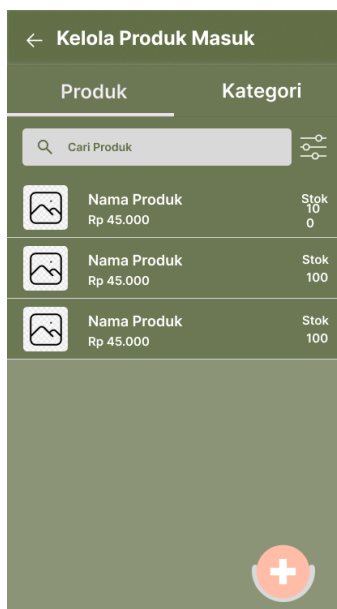 Kelola Produk Masuk
Produk Kategori
Cari Produk
Nama Produk Stok
Rp 45.000 10
0
Nama Produk Stok
Rp 45.000 100
Nama Produk Stok
Rp 45.000 100